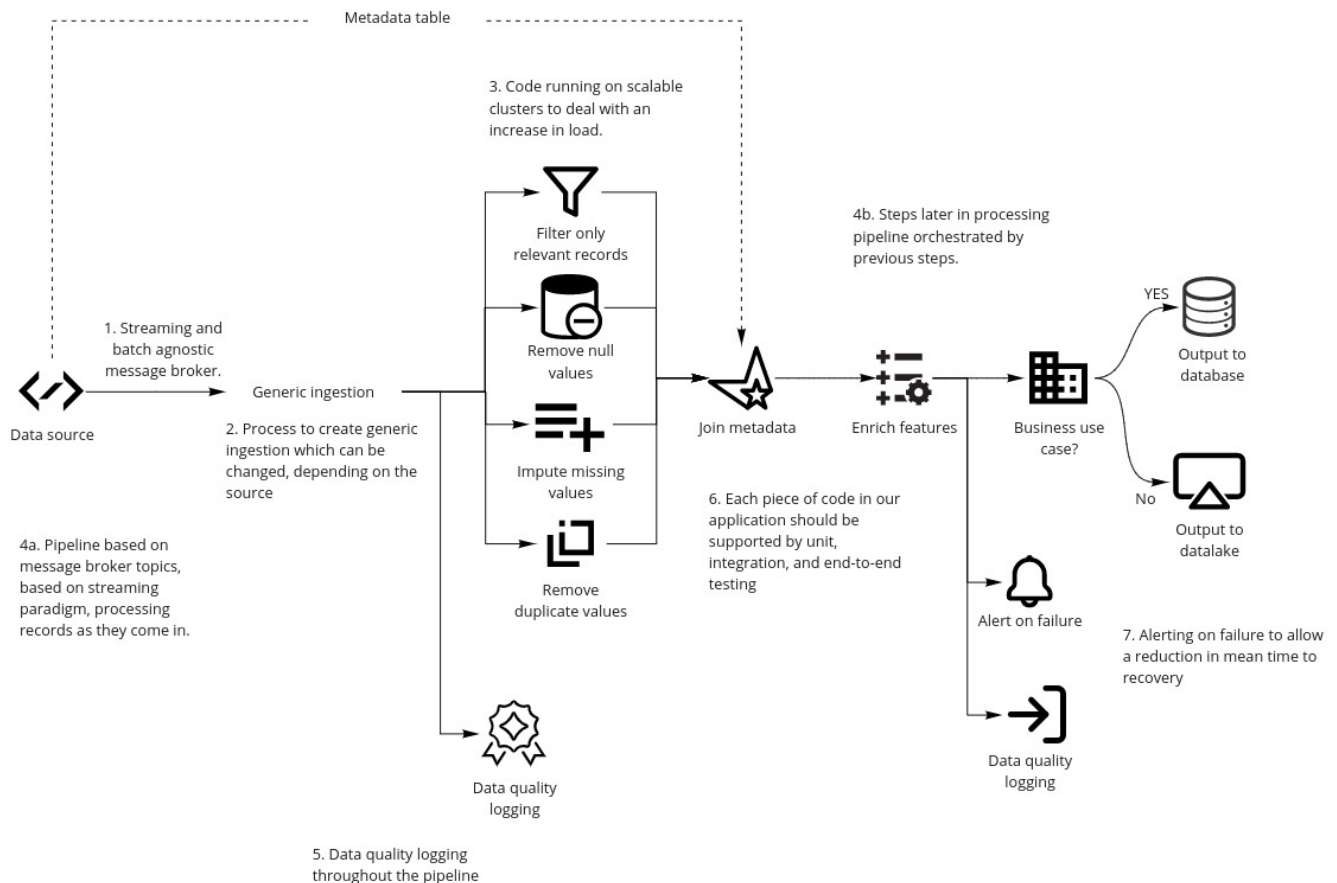 Metadata table
3. Code running on scalable
clusters to deal with an
increase in load.
Filter only
relevant records
4b. Steps later in processing
pipeline orchestrated by
previous steps.
YES
1. Streaming and
batch agnostic
message broker.
Remove null
values
Output to
database
Data source
Generic ingestion
2. Process to create generic
ingestion which can be
changed, depending on the
source
Join metadata
Enrich features
Business use
case?
Impute missing
values
No
6. Each piece of code in our
application should be
supported by unit,
integration, and end-to-end
testing
Output to
datalake
4a. Pipeline based on
message broker topics,
based on streaming
paradigm, processing
records as they come in.
Remove
duplicate values
Alert on failure
7. Alerting on failure to allow
a reduction in mean time to
recovery
Data quality
logging
Data quality
logging
5. Data quality logging
throughout the pipeline